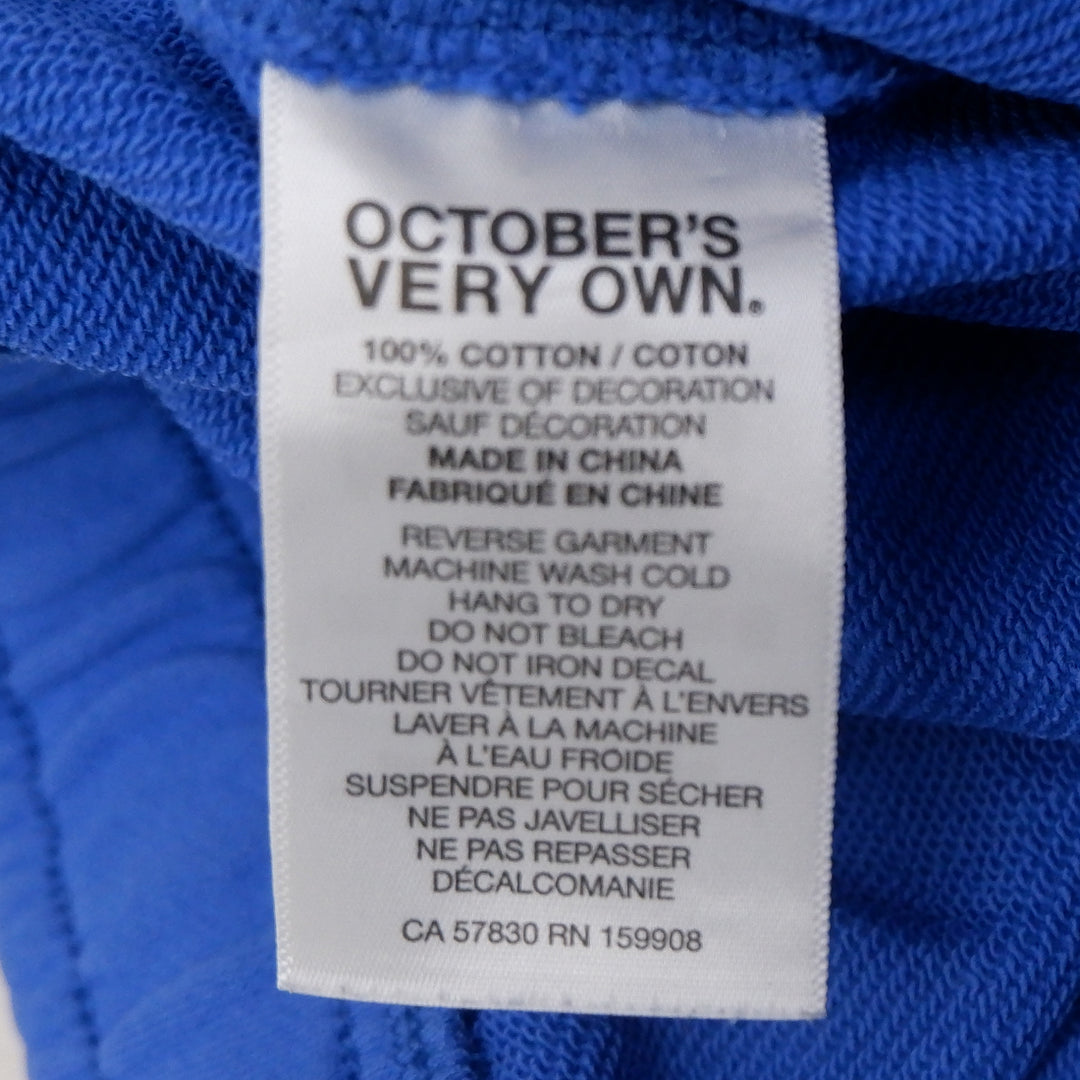 OCTOBER'S
VERY OWN.®
100% COTTON / COTON
EXCLUSIVE OF DECORATION
SAUF DÉCORATION
MADE IN CHINA
FABRIQUÉ EN CHINE
REVERSE GARMENT
MACHINE WASH COLD
HANG TO DRY
DO NOT BLEACH
DO NOT IRON DECAL
TOURNER VÊTEMENT À L'ENVERS
LAVER À LA MACHINE
À L'EAU FROIDE
SUSPENDRE POUR SÉCHER
NE PAS JAVELLISER
NE PAS REPASSER
DÉCALCOMANIE
CA 57830 RN 159908